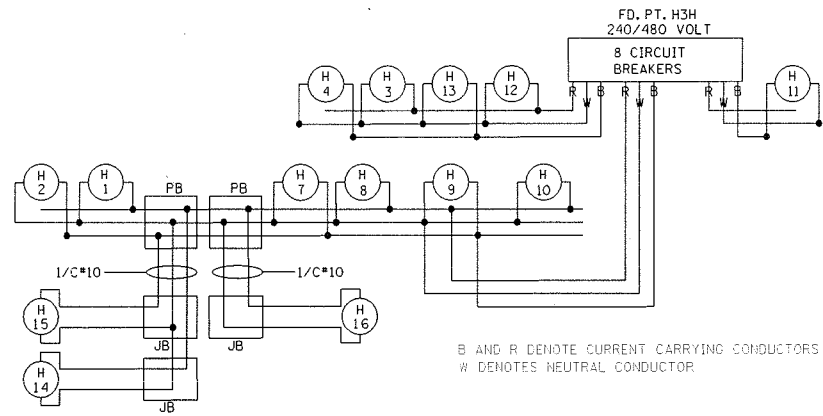 FD. PT. H3H
240/480 VOLT
8 CIRCUIT
BREAKERS
R W B R W B R W B
H 4
H 3
H 13
H 12
H 11
H 2
H 1
PB
PB
H 7
H 8
H 9
H 10
1/C#10
1/C#10
H 15
H 16
JB
JB
H 14
JB
B AND R DENOTE CURRENT CARRYING CONDUCTORS
W DENOTES NEUTRAL CONDUCTOR